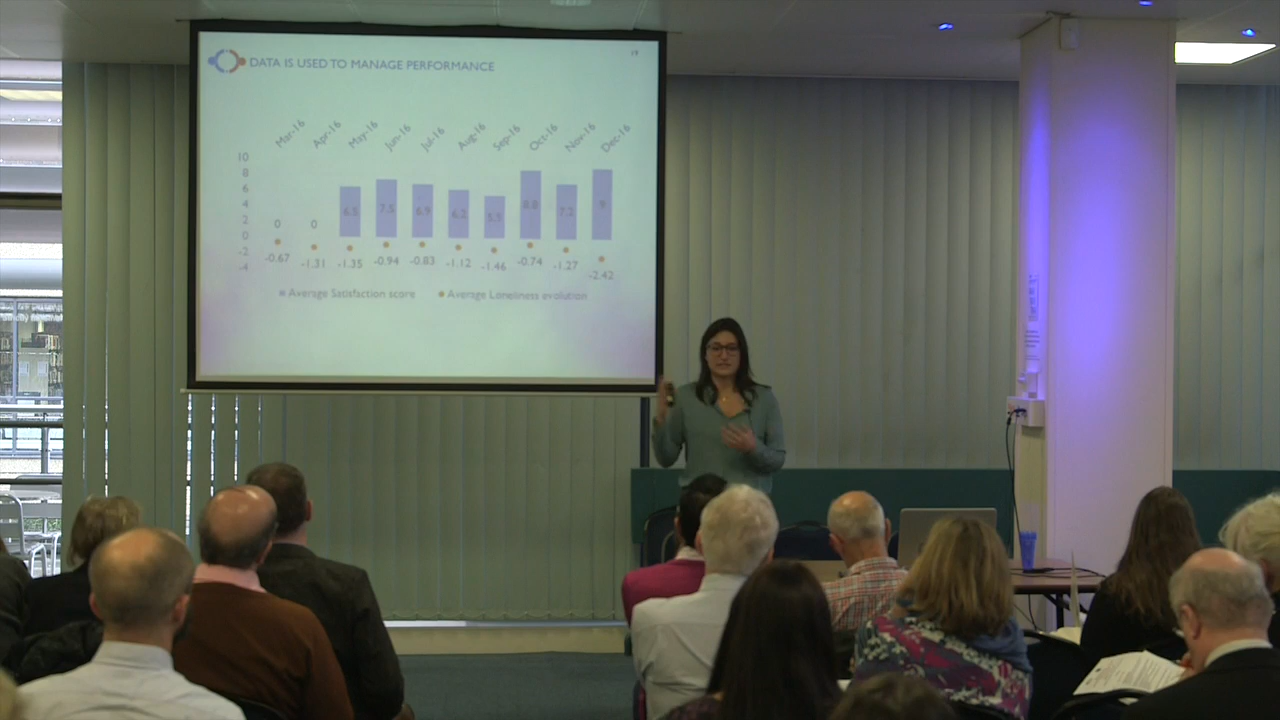 19
DATA IS USED TO MANAGE PERFORMANCE
Mar-16 Apr-16 May-16 Jun-16 Jul-16 Aug-16 Sep-16 Oct-16 Nov-16 Dec-16
10
8
6
4
2
0
-2
-4
0 0 6.5 7.5 6.9 6.2 5.5 8.8 7.2 9
-0.67 -1.31 -1.35 -0.94 -0.83 -1.12 -1.46 -0.74 -1.27 -2.42
Average Satisfaction score Average Loneliness evolution